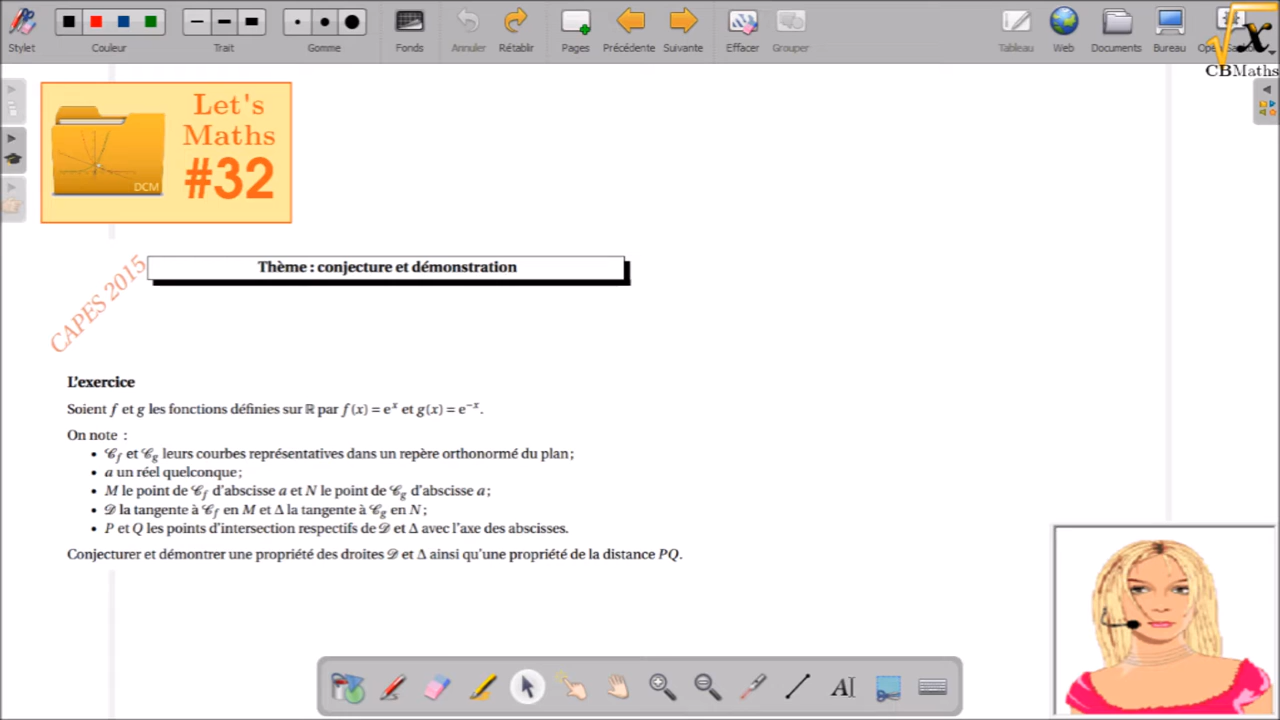 Stylet
Couleur
Trait
Gomme
Fonds
Annuler
Rétablir
Pages
Précédente
Suivante
Effacer
Grouper
Tableau
Web
Documents
Bureau
√x
CBMaths
Let's
Maths
#32
DCM
CAPES 2015
Thème : conjecture et démonstration
L'exercice
Soient f et g les fonctions définies sur ℝ par f(x) = eˣ et g(x) = e⁻ˣ.
On note :
• 𝒞f et 𝒞g leurs courbes représentatives dans un repère orthonormé du plan ;
• a un réel quelconque ;
• M le point de 𝒞f d'abscisse a et N le point de 𝒞g d'abscisse a ;
• 𝒟 la tangente à 𝒞f en M et Δ la tangente à 𝒞g en N ;
• P et Q les points d'intersection respectifs de 𝒟 et Δ avec l'axe des abscisses.
Conjecturer et démontrer une propriété des droites 𝒟 et Δ ainsi qu'une propriété de la distance PQ.
AI